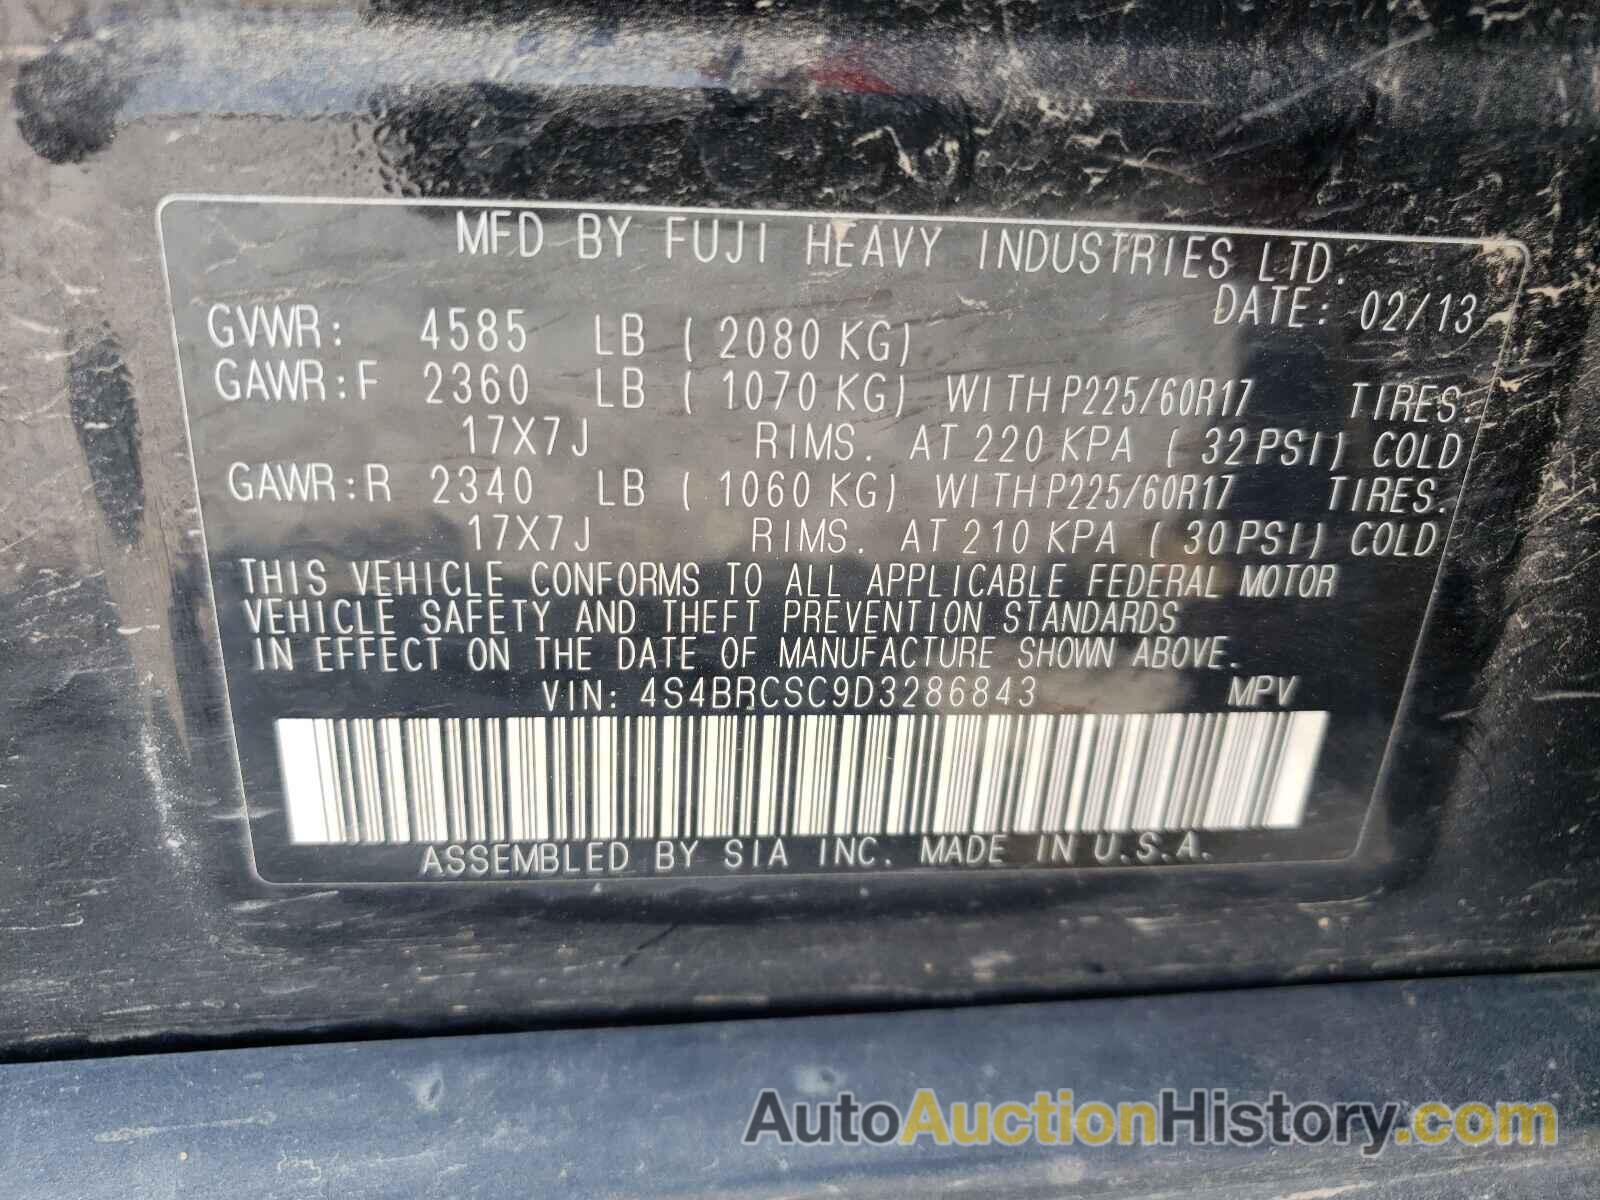 MFD BY FUJI HEAVY INDUSTRIES LTD.
DATE: 02/13
GVWR: 4585 LB ( 2080 KG)
GAWR:F 2360 LB ( 1070 KG) WITH P225/60R17 TIRES.
17X7J RIMS. AT 220 KPA ( 32 PSI) COLD
GAWR:R 2340 LB ( 1060 KG) WITH P225/60R17 TIRES.
17X7J RIMS. AT 210 KPA ( 30 PSI) COLD
THIS VEHICLE CONFORMS TO ALL APPLICABLE FEDERAL MOTOR
VEHICLE SAFETY AND THEFT PREVENTION STANDARDS
IN EFFECT ON THE DATE OF MANUFACTURE SHOWN ABOVE.
VIN: 4S4BRCSC9D3286843 MPV
ASSEMBLED BY SIA INC. MADE IN U.S.A.
AutoAuctionHistory.com